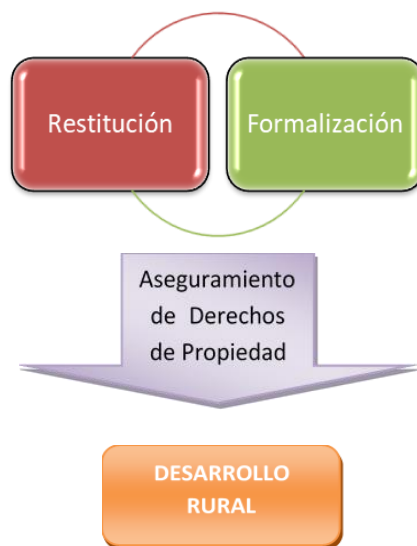 Restitución
Formalización
Aseguramiento
de Derechos
de Propiedad
DESARROLLO
RURAL